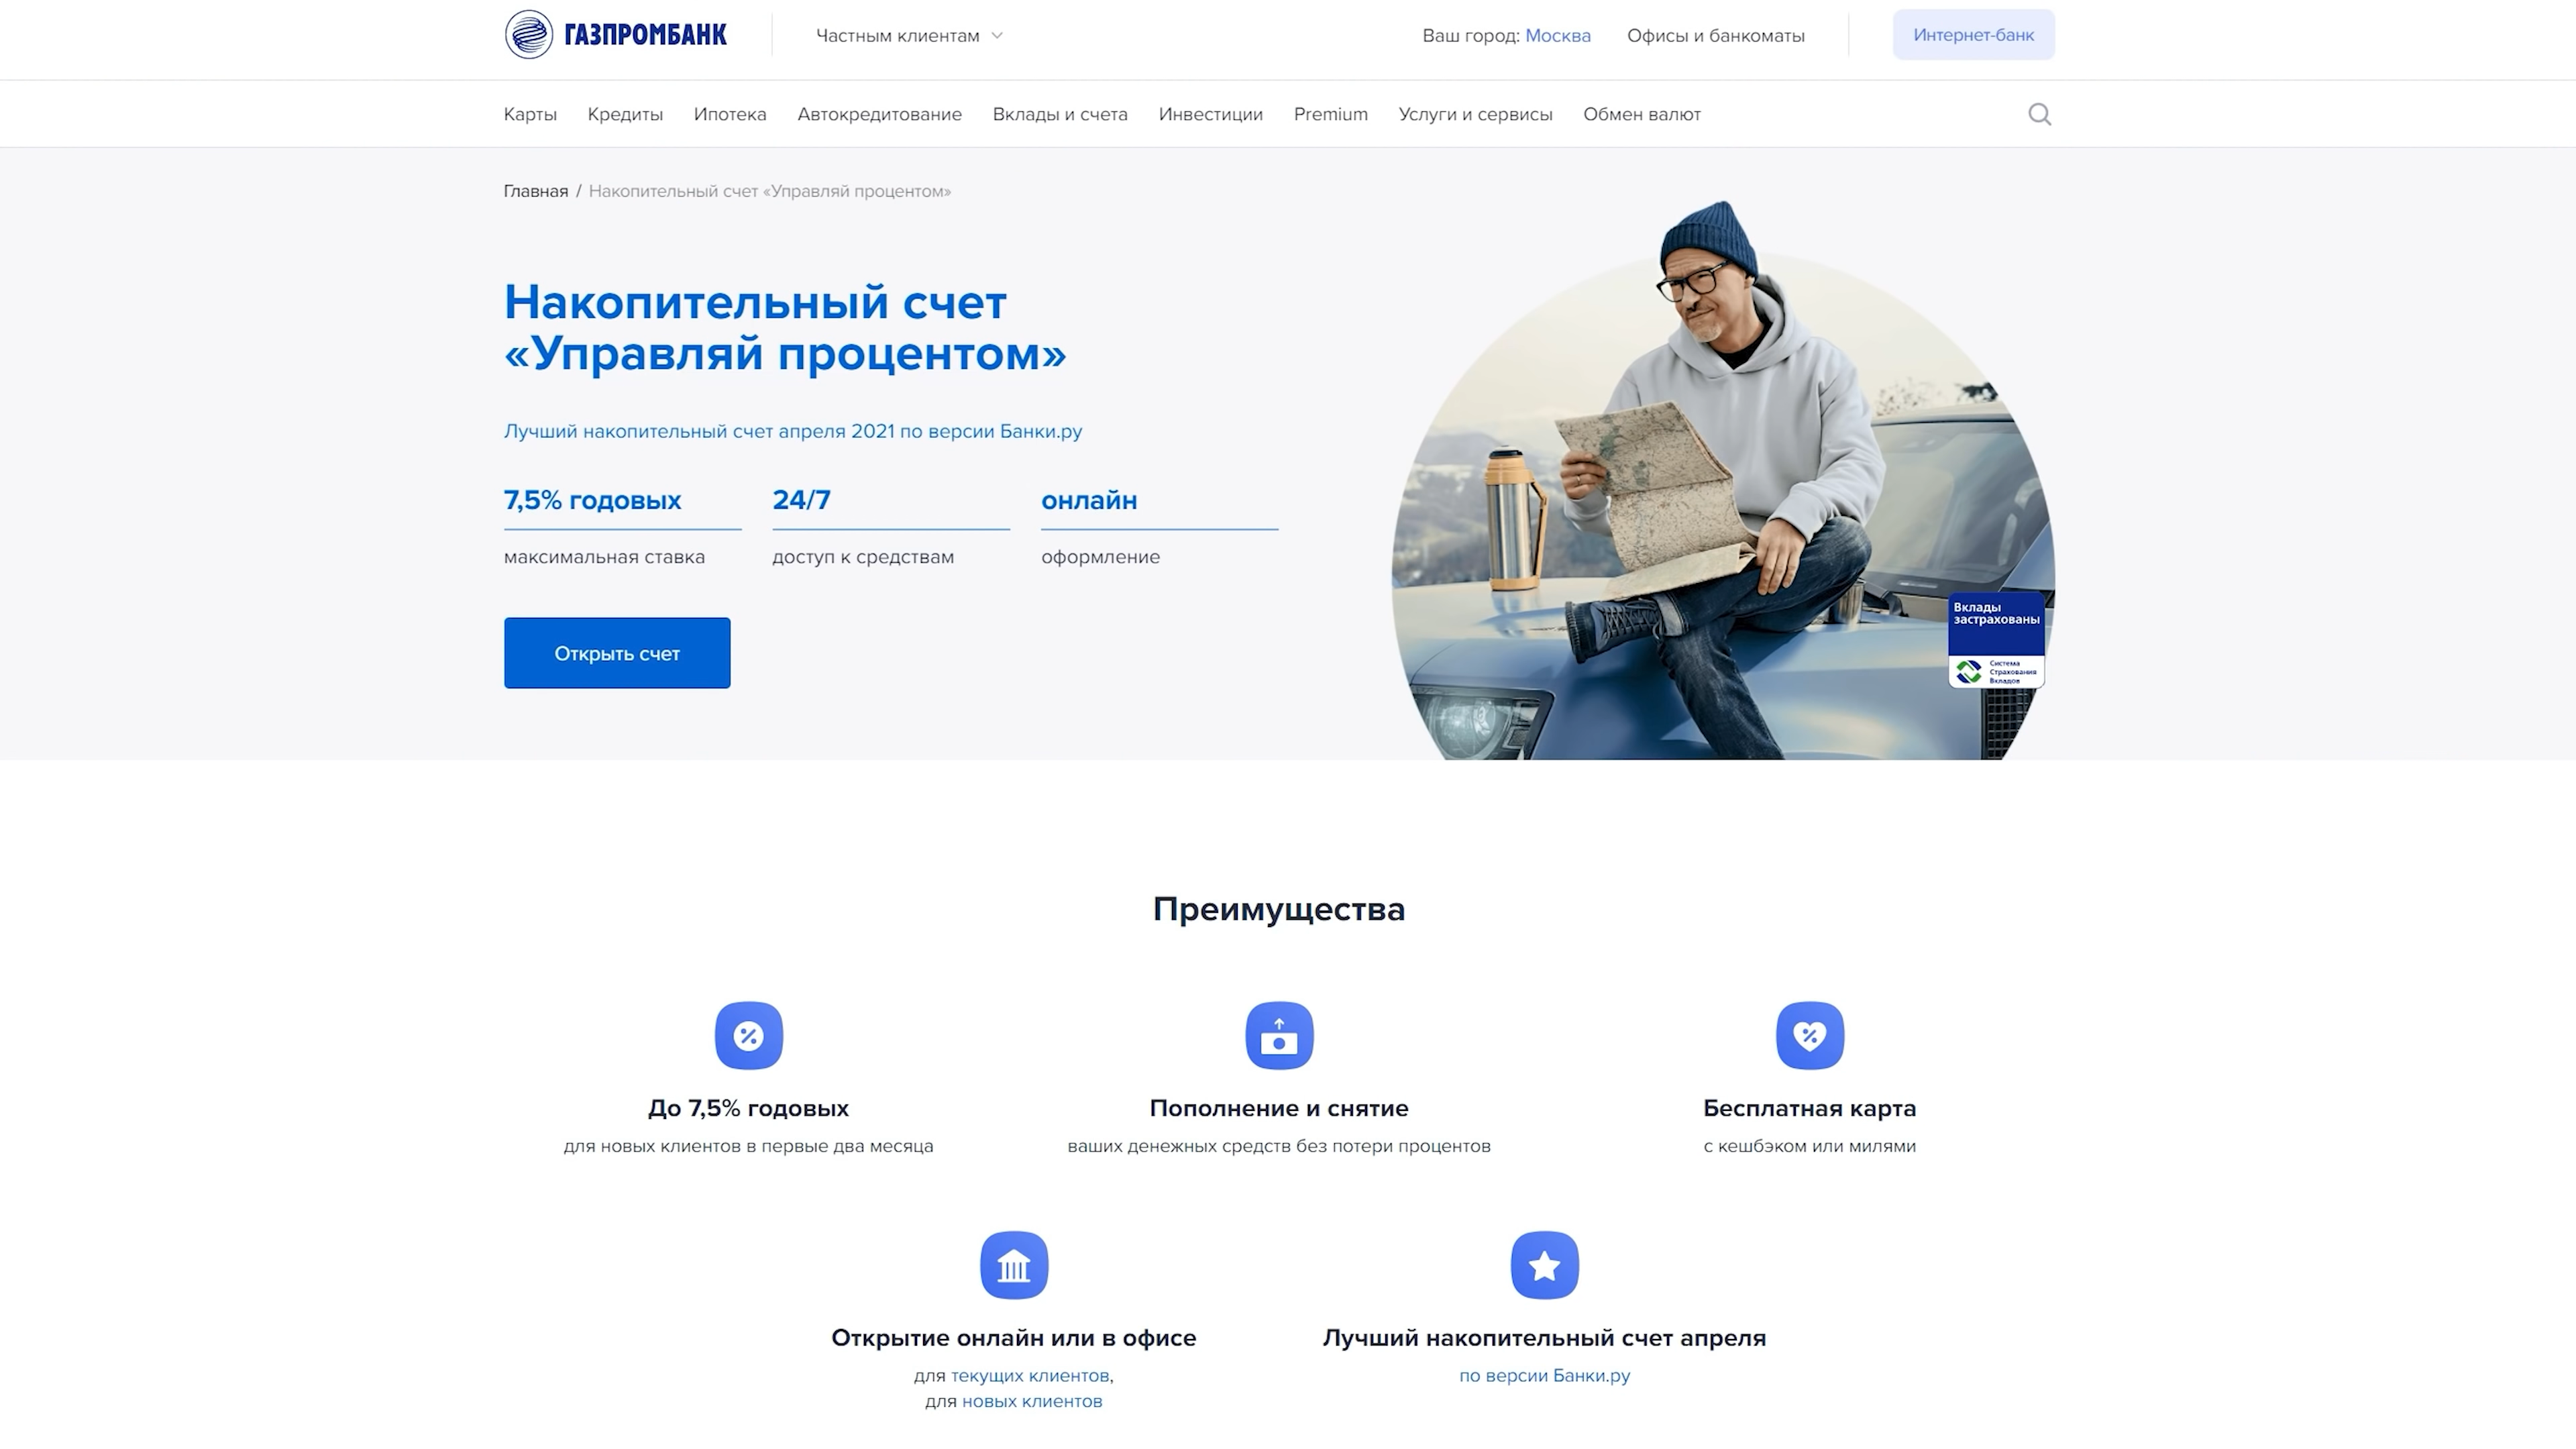 ГАЗПРОМБАНК
Частным клиентам
Ваш город: Москва
Офисы и банкоматы
Интернет-банк
Карты
Кредиты
Ипотека
Автокредитование
Вклады и счета
Инвестиции
Premium
Услуги и сервисы
Обмен валют
Главная / Накопительный счет «Управляй процентом»
Накопительный счет
«Управляй процентом»
Лучший накопительный счет апреля 2021 по версии Банки.ру
7,5% годовых
максимальная ставка
24/7
доступ к средствам
онлайн
оформление
Открыть счет
Вклады
застрахованы
Система
Страхования
Вкладов
Преимущества
До 7,5% годовых
для новых клиентов в первые два месяца
Пополнение и снятие
ваших денежных средств без потери процентов
Бесплатная карта
с кешбэком или милями
Открытие онлайн или в офисе
для текущих клиентов,
для новых клиентов
Лучший накопительный счет апреля
по версии Банки.ру